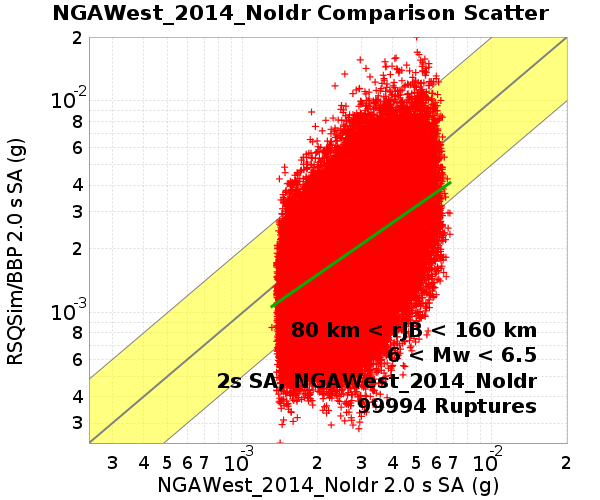 NGAWest_2014_NoIdr Comparison Scatter
RSQSim/BBP 2.0 s SA (g)
2
10-2
8
6
4
3
2
10-3
8
6
4
3
80 km < rJB < 160 km
6 < Mw < 6.5
2s SA, NGAWest_2014_NoIdr
99994 Ruptures
3 4 5 6 7 10-3 2 3 4 5 6 7 10-2 2
NGAWest_2014_NoIdr 2.0 s SA (g)